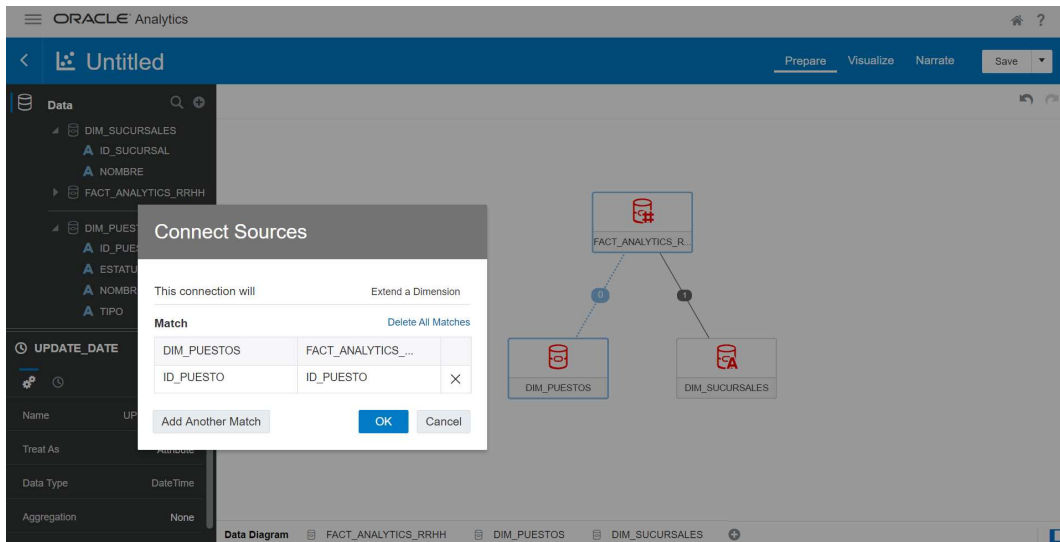 ORACLE Analytics
?
Untitled
Prepare Visualize Narrate Save
Data
DIM_SUCURSALES
A ID_SUCURSAL
A NOMBRE
FACT_ANALYTICS_RRHH
DIM_PUES
A ID_PUES
A ESTATU
A NOMBR
A TIPO
UPDATE_DATE
Name UP
Treat As Attribute
Data Type DateTime
Aggregation None
Connect Sources
This connection will Extend a Dimension
Match Delete All Matches
DIM_PUESTOS FACT_ANALYTICS_...
ID_PUESTO ID_PUESTO
Add Another Match OK Cancel
FACT_ANALYTICS_R...
0 1
DIM_PUESTOS DIM_SUCURSALES
Data Diagram FACT_ANALYTICS_RRHH DIM_PUESTOS DIM_SUCURSALES